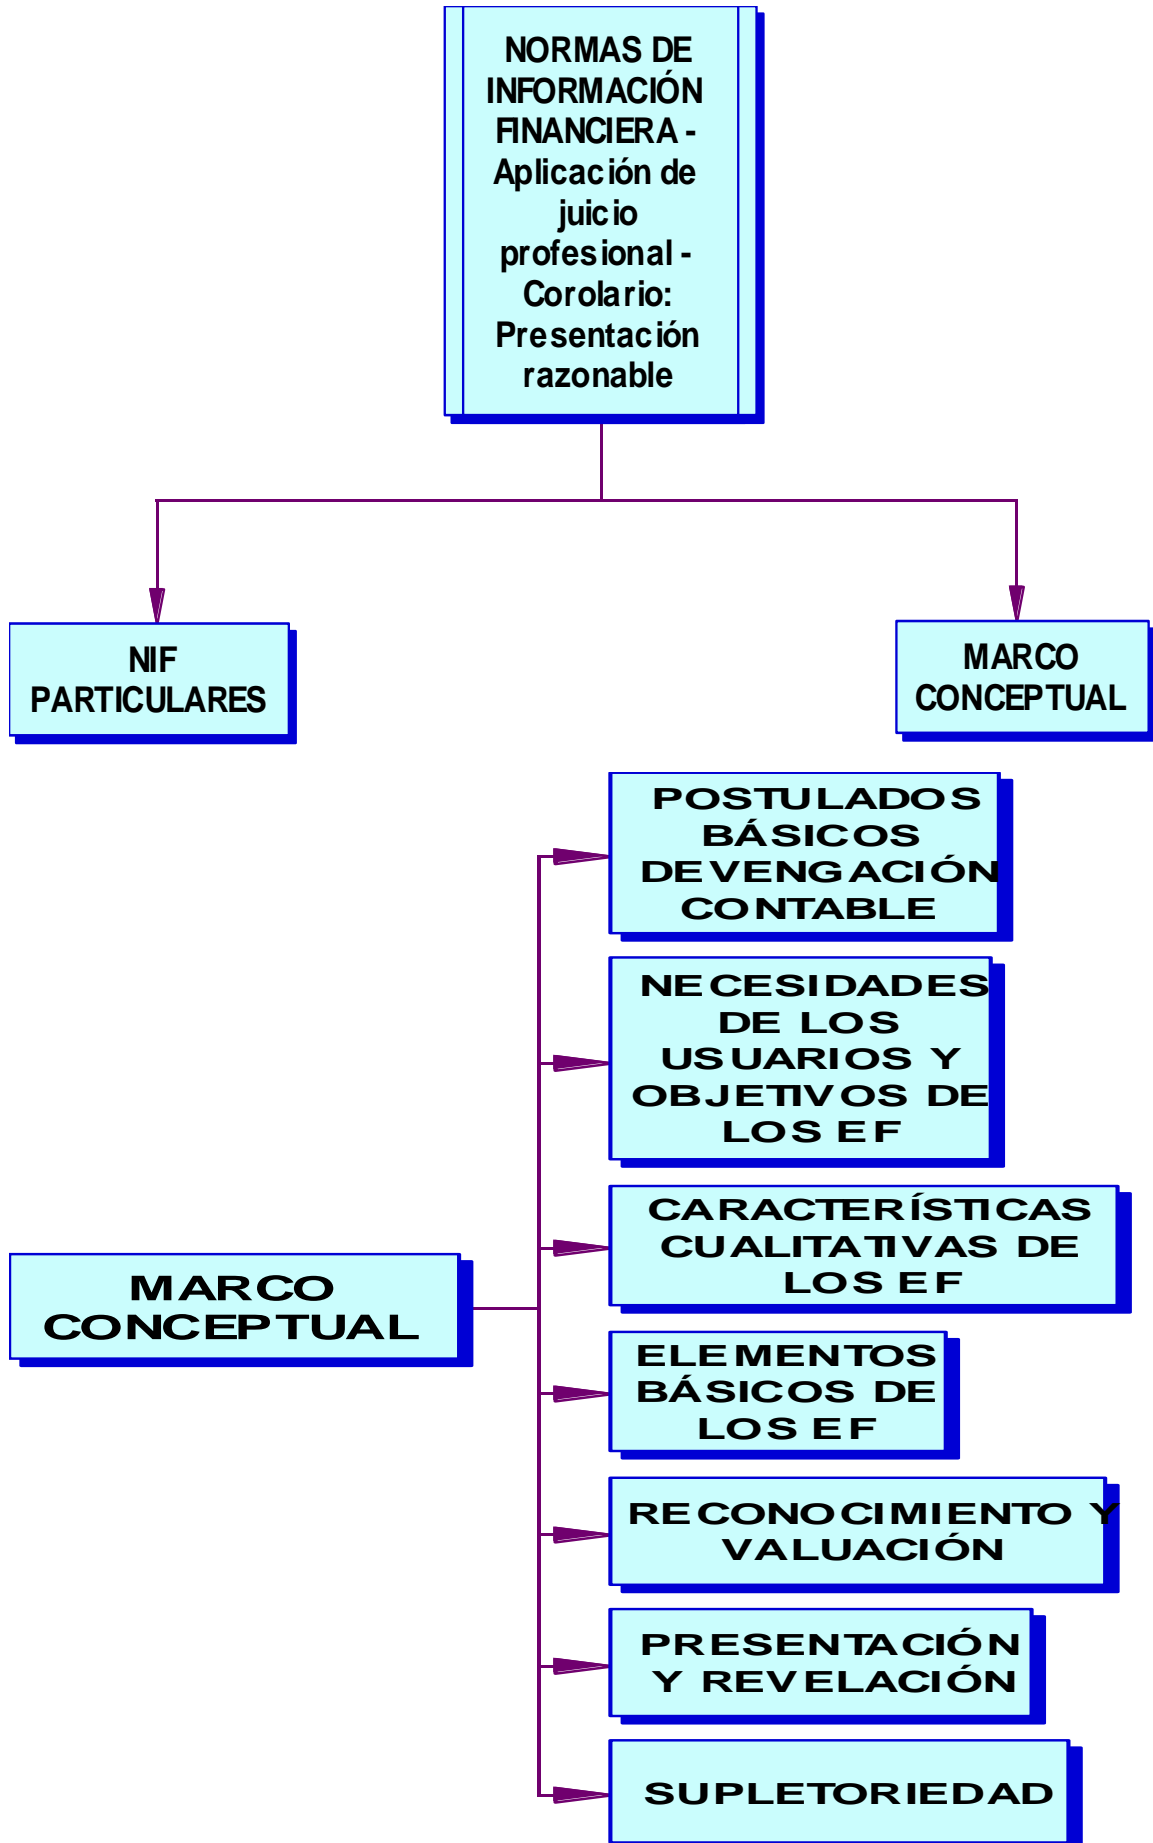 NORMAS DE
INFORMACIÓN
FINANCIERA -
Aplicación de
juicio
profesional -
Corolario:
Presentación
razonable
NIF
PARTICULARES
MARCO
CONCEPTUAL
MARCO
CONCEPTUAL
POSTULADOS
BÁSICOS
DEVENGACIÓN
CONTABLE
NECESIDADES
DE LOS
USUARIOS Y
OBJETIVOS DE
LOS EF
CARACTERÍSTICAS
CUALITATIVAS DE
LOS EF
ELEMENTOS
BÁSICOS DE
LOS EF
RECONOCIMIENTO Y
VALUACIÓN
PRESENTACIÓN
Y REVELACIÓN
SUPLETORIEDAD